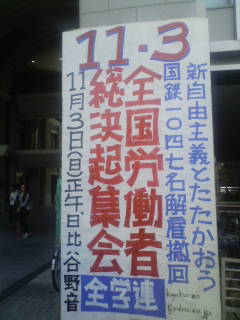 11・3
新自由主義とたたかおう
国鉄一〇四七名解雇撤回
全国労働者
総決起集会
11月3日(日)正午、日比谷野音
全学連